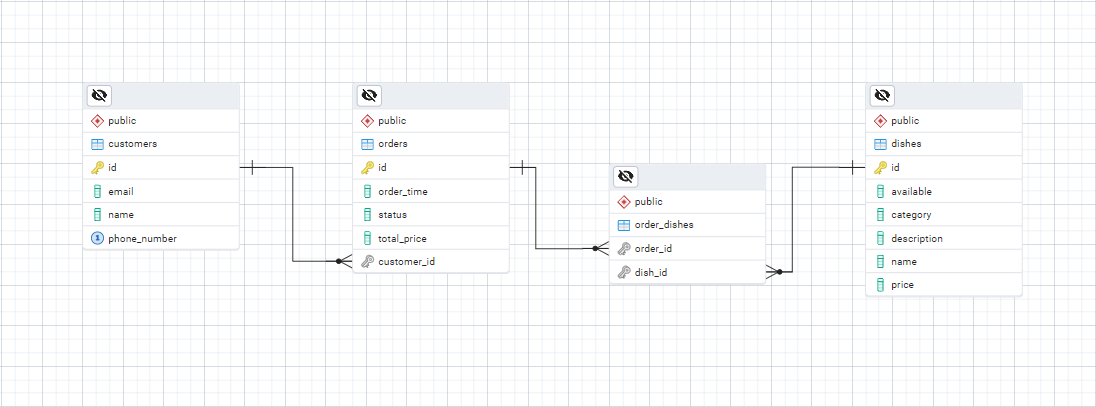 public
customers
id
email
name
1 phone_number
public
orders
id
order_time
status
total_price
customer_id
public
order_dishes
order_id
dish_id
public
dishes
id
available
category
description
name
price